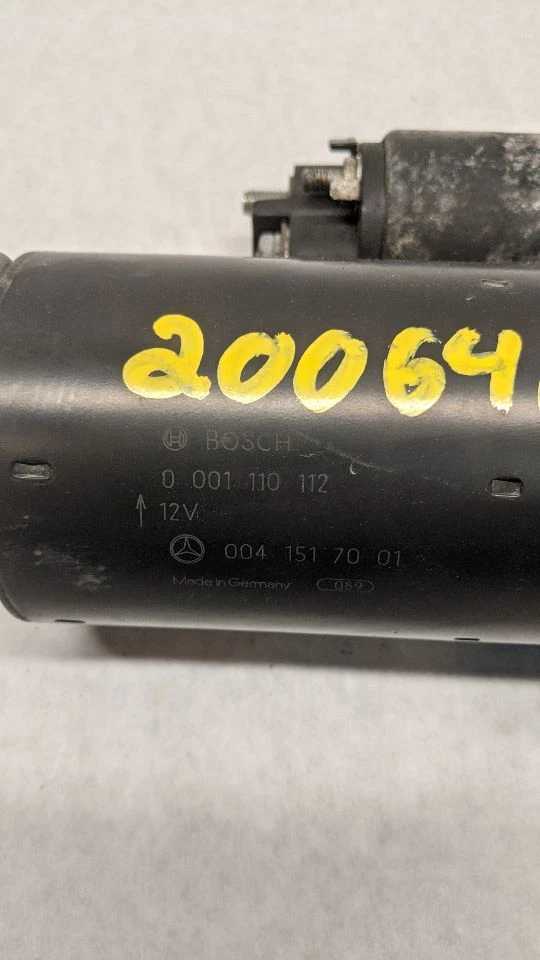 20064
BOSCH
0 001 110 112
12V
004 151 70 01
Made in Germany 089